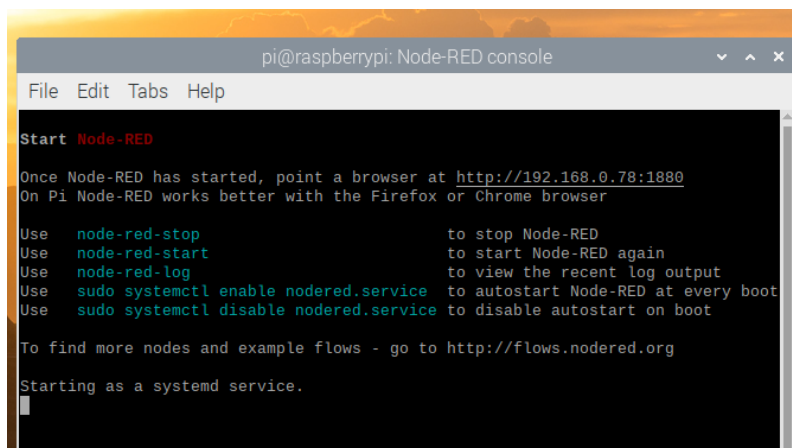 pi@raspberrypi: Node-RED console
File Edit Tabs Help
Start Node-RED
Once Node-RED has started, point a browser at http://192.168.0.78:1880
On Pi Node-RED works better with the Firefox or Chrome browser
Use node-red-stop to stop Node-RED
Use node-red-start to start Node-RED again
Use node-red-log to view the recent log output
Use sudo systemctl enable nodered.service to autostart Node-RED at every boot
Use sudo systemctl disable nodered.service to disable autostart on boot
To find more nodes and example flows - go to http://flows.nodered.org
Starting as a systemd service.